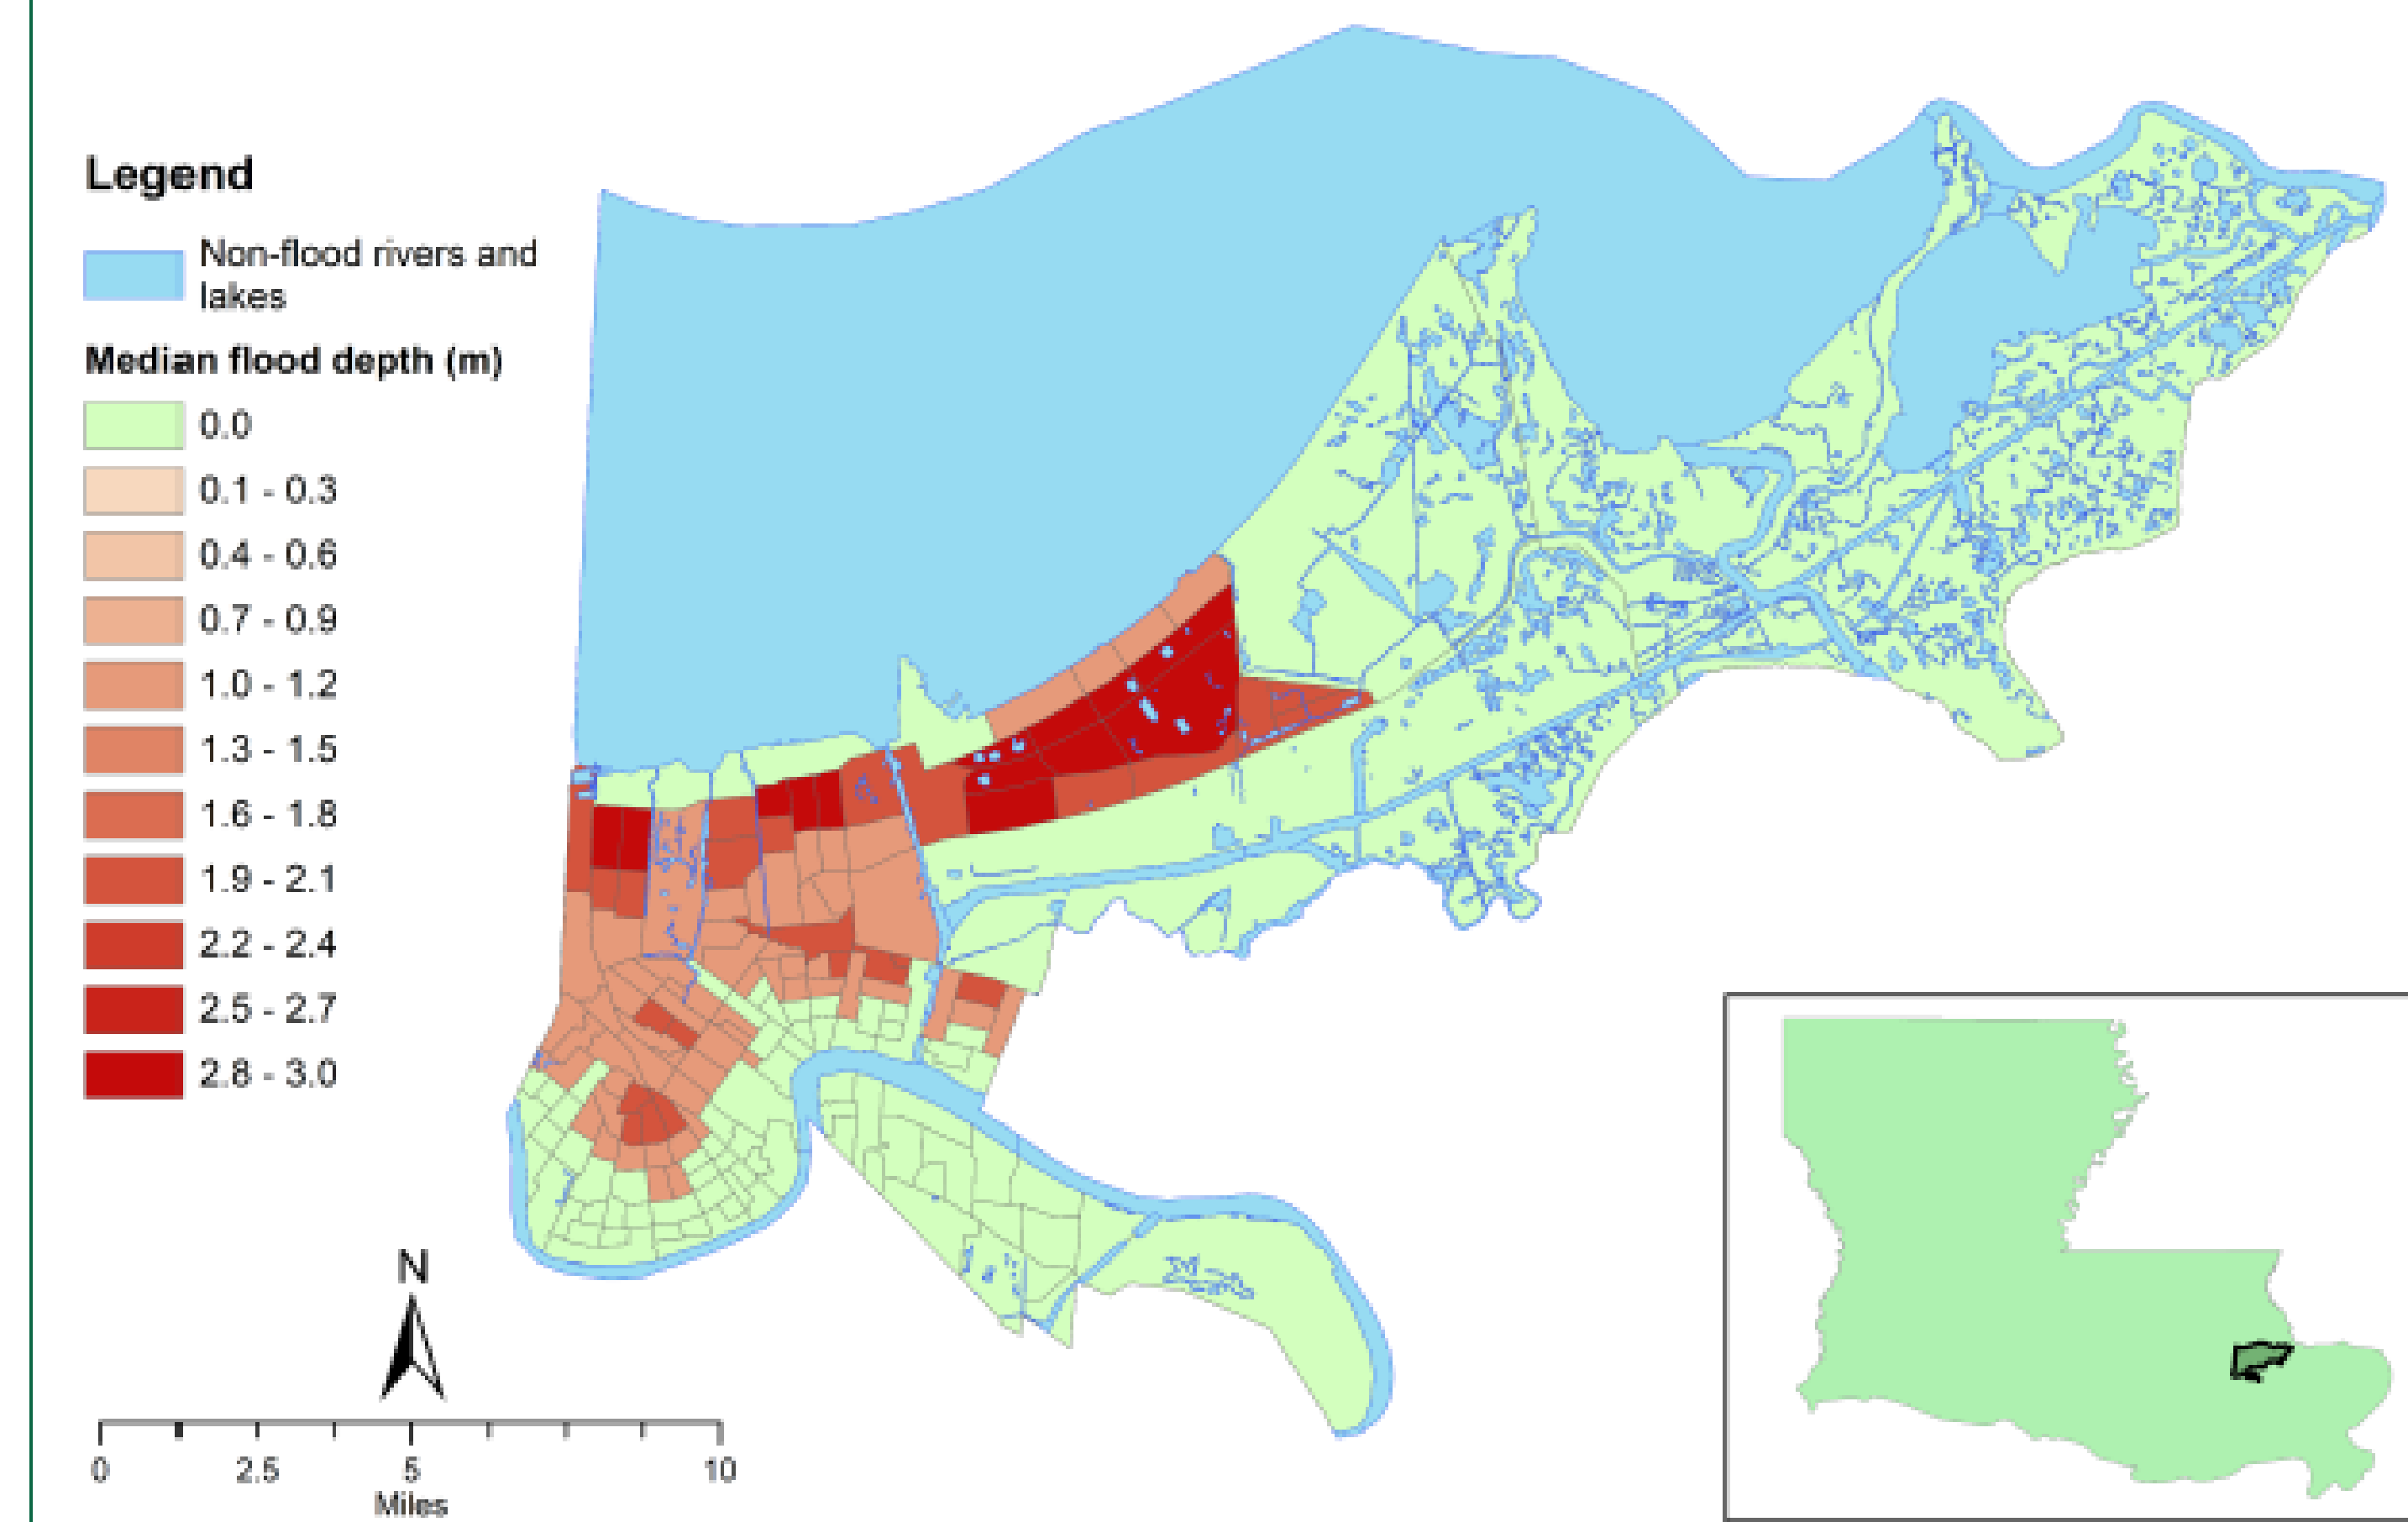 Legend
Non-flood rivers and
lakes
Median flood depth (m)
0.0
0.1 - 0.3
0.4 - 0.6
0.7 - 0.9
1.0 - 1.2
1.3 - 1.5
1.6 - 1.8
1.9 - 2.1
2.2 - 2.4
2.5 - 2.7
2.8 - 3.0
N
0 2.5 5 10
Miles